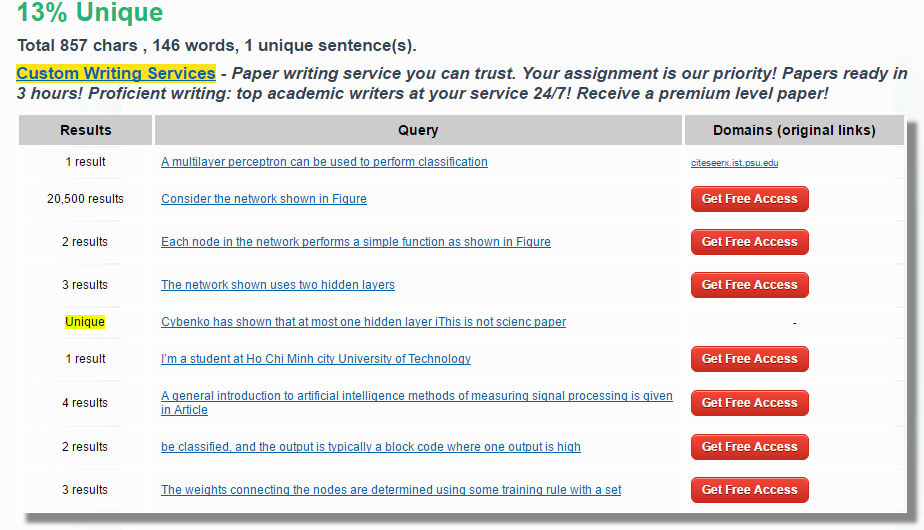 13% Unique
Total 857 chars , 146 words, 1 unique sentence(s).
Custom Writing Services - Paper writing service you can trust. Your assignment is our priority! Papers ready in
3 hours! Proficient writing: top academic writers at your service 24/7! Receive a premium level paper!
Results Query Domains (original links)
1 result A multilayer perceptron can be used to perform classification citeseerx.ist.psu.edu
20,500 results Consider the network shown in Figure Get Free Access
2 results Each node in the network performs a simple function as shown in Figure Get Free Access
3 results The network shown uses two hidden layers Get Free Access
Unique Cybenko has shown that at most one hidden layer iThis is not scienc paper -
1 result I'm a student at Ho Chi Minh city University of Technology Get Free Access
4 results A general introduction to artificial intelligence methods of measuring signal processing is given
in Article Get Free Access
2 results be classified, and the output is typically a block code where one output is high Get Free Access
3 results The weights connecting the nodes are determined using some training rule with a set Get Free Access